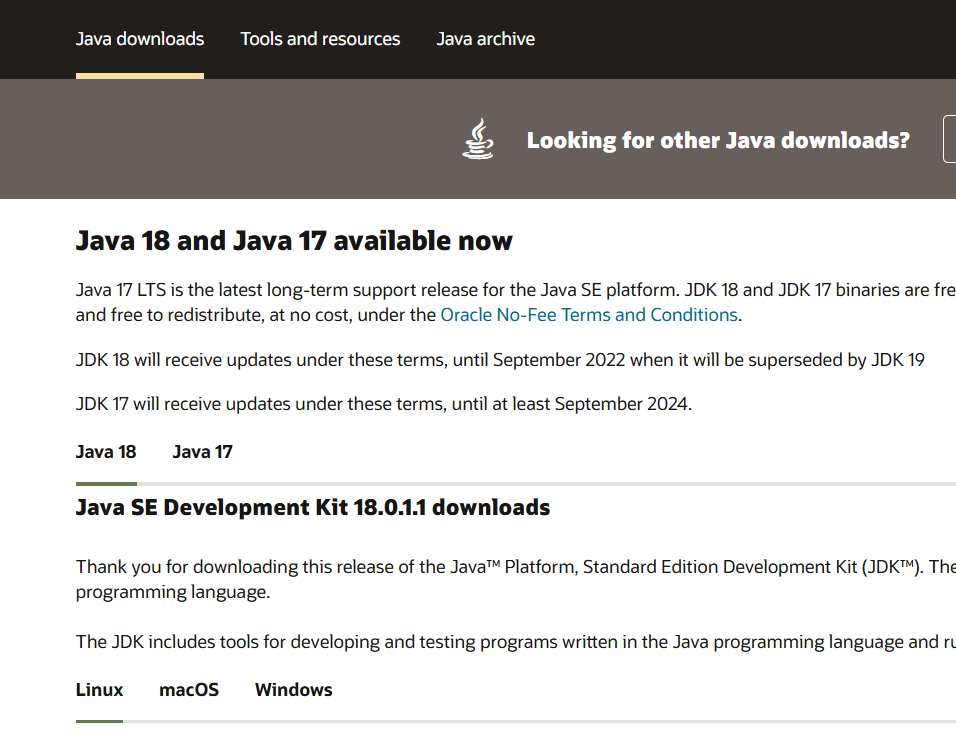 Java downloads Tools and resources Java archive
Looking for other Java downloads?
Java 18 and Java 17 available now
Java 17 LTS is the latest long-term support release for the Java SE platform. JDK 18 and JDK 17 binaries are fre
and free to redistribute, at no cost, under the Oracle No-Fee Terms and Conditions.
JDK 18 will receive updates under these terms, until September 2022 when it will be superseded by JDK 19
JDK 17 will receive updates under these terms, until at least September 2024.
Java 18 Java 17
Java SE Development Kit 18.0.1.1 downloads
Thank you for downloading this release of the Java™ Platform, Standard Edition Development Kit (JDK™). The
programming language.
The JDK includes tools for developing and testing programs written in the Java programming language and ru
Linux macOS Windows